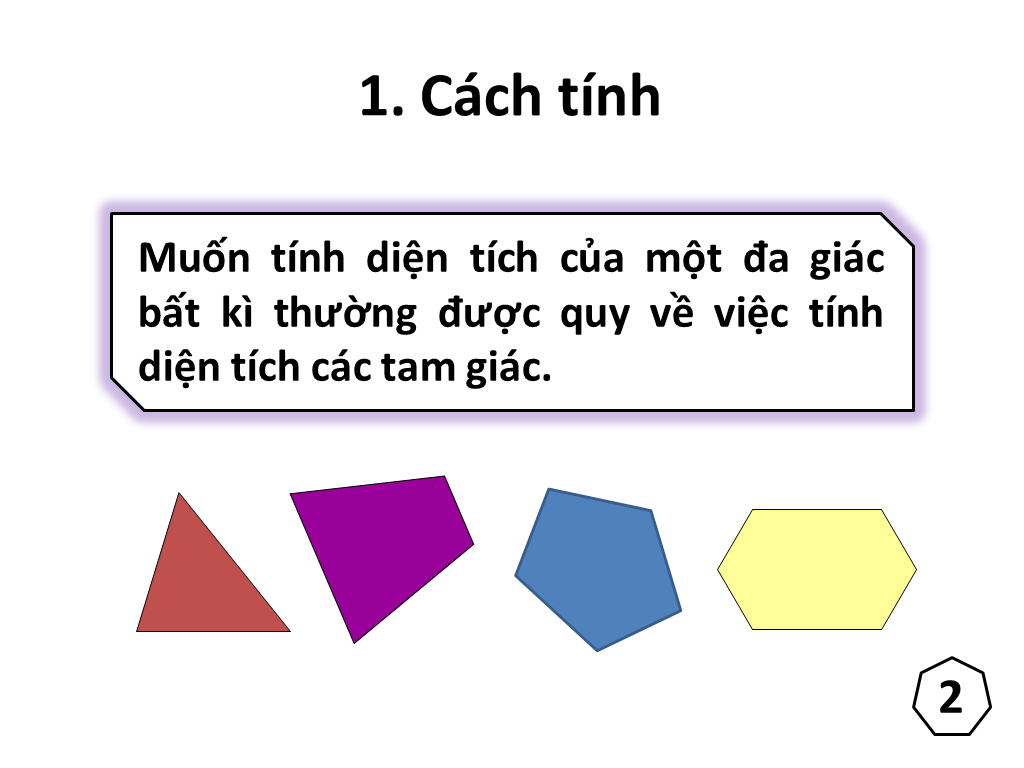 1. Cách tính
Muốn tính diện tích của một đa giác
bất kì thường được quy về việc tính
diện tích các tam giác.
2